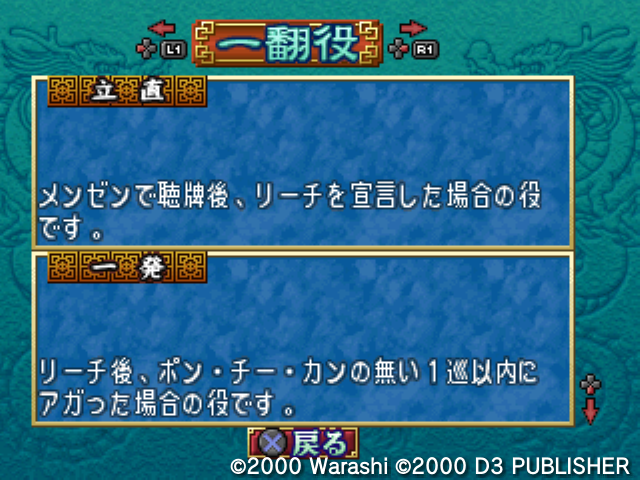 L1 一翻役 R1
立直
メンゼンで聴牌後、リーチを宣言した場合の役
です。
一発
リーチ後、ポン・チー・カンの無い1巡以内に
アガった場合の役です。
戻る
©2000 Warashi ©2000 D3 PUBLISHER